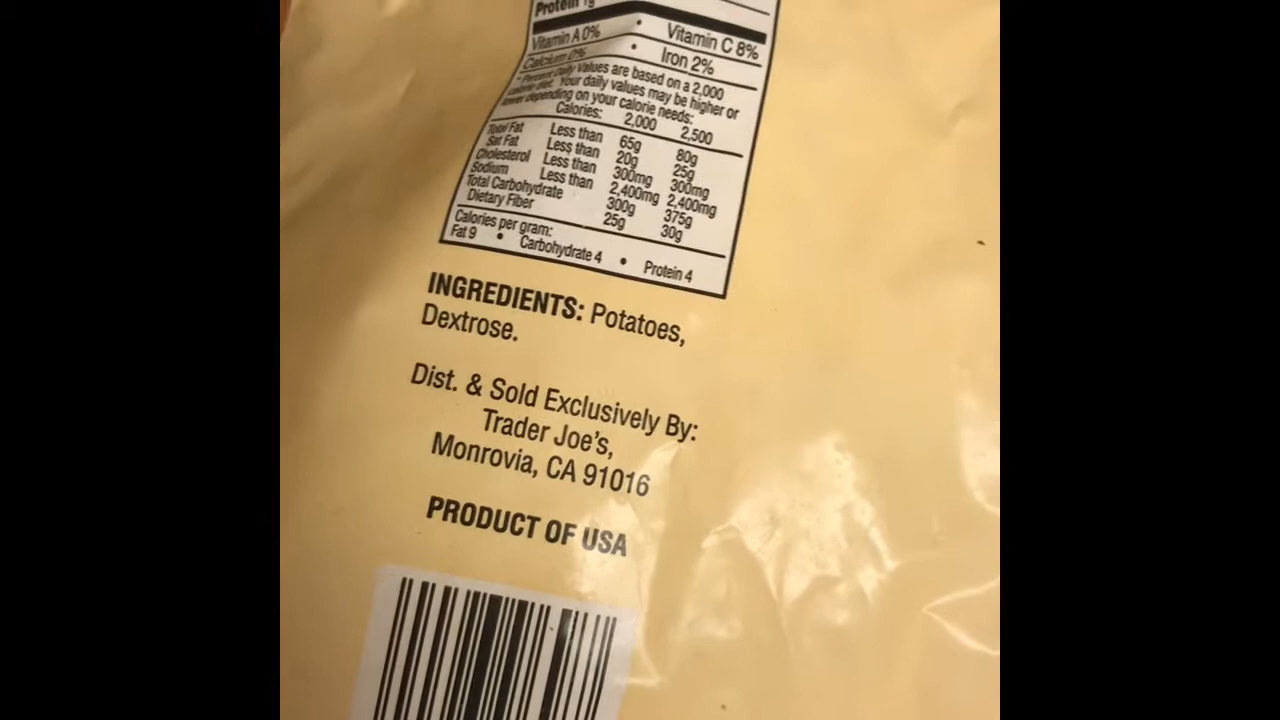 Protein 1g
Vitamin A 0% • Vitamin C 8%
Calcium 0% • Iron 2%
* Percent Daily Values are based on a 2,000
calorie diet. Your daily values may be higher or
lower depending on your calorie needs:
Calories: 2,000 2,500
Total Fat Less than 65g 80g
Sat Fat Less than 20g 25g
Cholesterol Less than 300mg 300mg
Sodium Less than 2,400mg 2,400mg
Total Carbohydrate 300g 375g
Dietary Fiber 25g 30g
Calories per gram:
Fat 9 • Carbohydrate 4 • Protein 4
INGREDIENTS: Potatoes,
Dextrose.
Dist. & Sold Exclusively By:
Trader Joe's,
Monrovia, CA 91016
PRODUCT OF USA